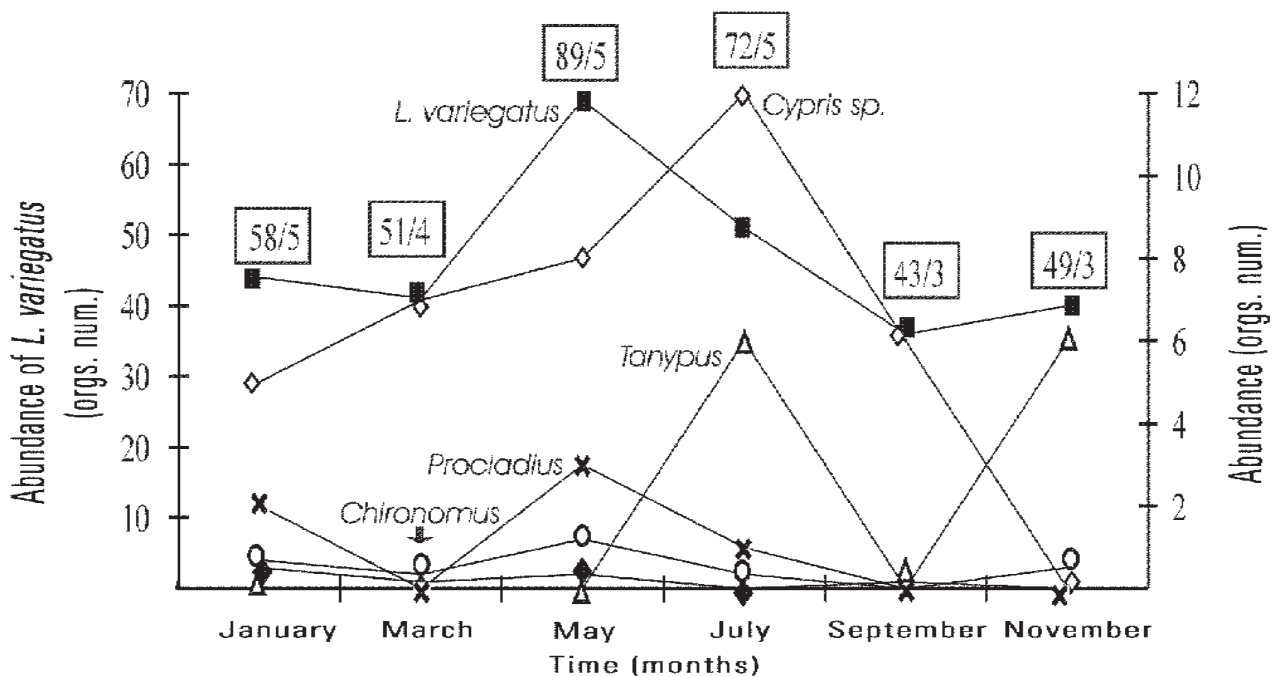 89/5
72/5
70
12
L. variegatus
Cypris sp.
60
10
58/5
51/4
50
43/3
49/3
8
40
Tanypus
6
30
4
20
Procladius
Chironomus
10
2
Abundance of L. variegatus
(orgs. num.)
Abundance (orgs. num.)
January March May July September November
Time (months)